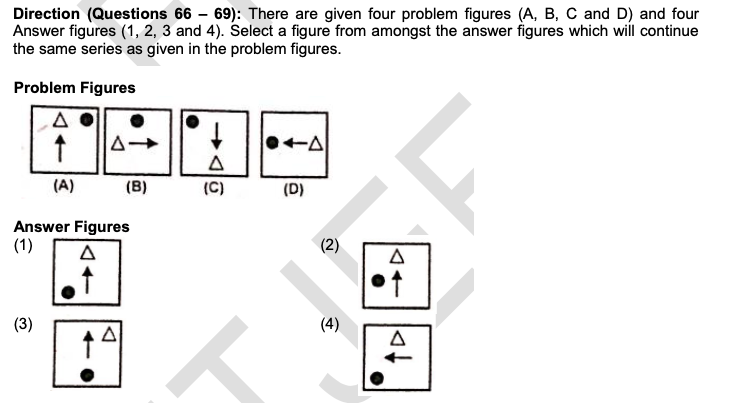 Direction (Questions 66 – 69): There are given four problem figures (A, B, C and D) and four
Answer figures (1, 2, 3 and 4). Select a figure from amongst the answer figures which will continue
the same series as given in the problem figures.
Problem Figures
(A) (B) (C) (D)
Answer Figures
(1) (2)
(3) (4)